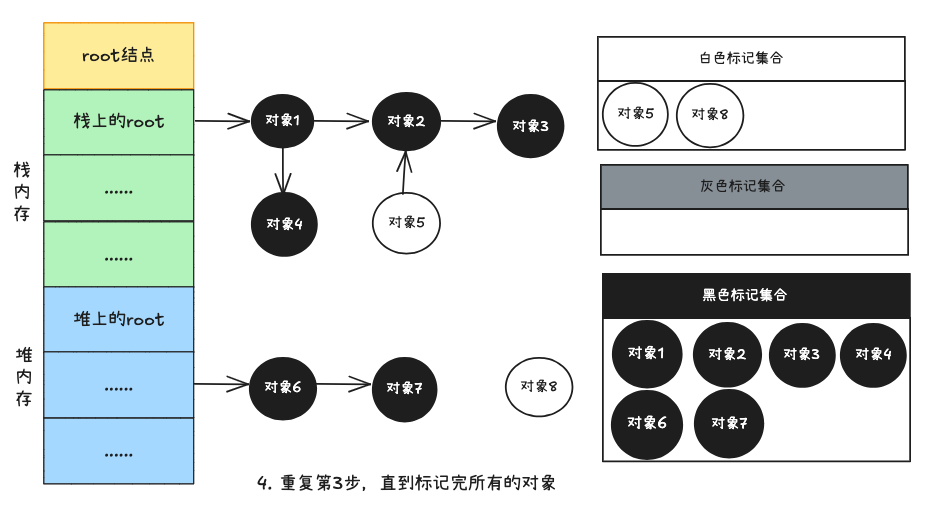 root结点
栈上的root
......
......
堆上的root
......
......
栈
内
存
堆
内
存
对象1
对象2
对象3
对象4
对象5
对象6
对象7
对象8
白色标记集合
对象5
对象8
灰色标记集合
黑色标记集合
对象1
对象2
对象3
对象4
对象6
对象7
4. 重复第3步，直到标记完所有的对象